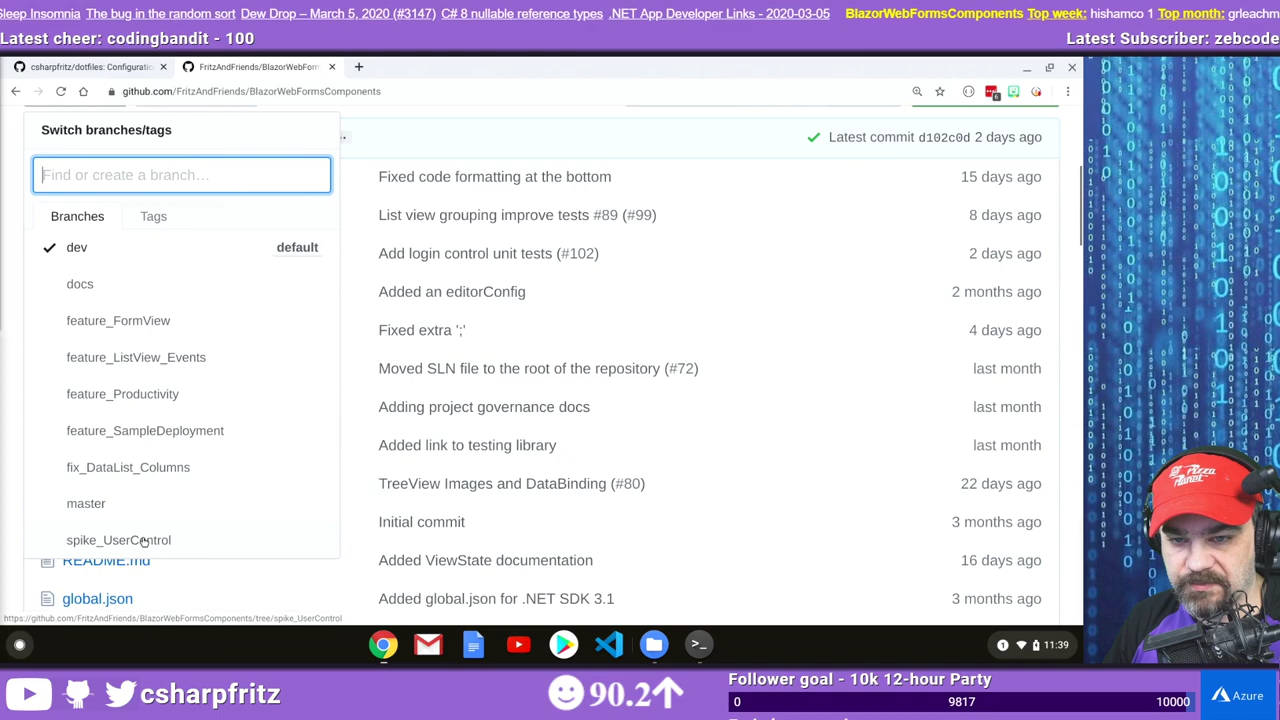 Sleep Insomnia The bug in the random sort Dew Drop – March 5, 2020 (#3147) C# 8 nullable reference types .NET App Developer Links - 2020-03-05 BlazorWebFormsComponents Top week: hishamco 1 Top month: grleachm
Latest cheer: codingbandit - 100
Latest Subscriber: zebcode
csharpfritz/dotfiles: Configuratio
FritzAndFriends/BlazorWebForm
github.com/FritzAndFriends/BlazorWebFormsComponents
6
Switch branches/tags
Latest commit d102c0d 2 days ago
Find or create a branch…
Fixed code formatting at the bottom 15 days ago
Branches Tags
List view grouping improve tests #89 (#99) 8 days ago
dev default
Add login control unit tests (#102) 2 days ago
docs
Added an editorConfig 2 months ago
feature_FormView
Fixed extra ';' 4 days ago
feature_ListView_Events
Moved SLN file to the root of the repository (#72) last month
feature_Productivity
Adding project governance docs last month
feature_SampleDeployment
Added link to testing library last month
fix_DataList_Columns
TreeView Images and DataBinding (#80) 22 days ago
master
Initial commit 3 months ago
spike_UserControl
README.md Added ViewState documentation 16 days ago
global.json Added global.json for .NET SDK 3.1 3 months ago
https://github.com/FritzAndFriends/BlazorWebFormsComponents/tree/spike_UserControl
1 11:39
csharpfritz
90.2
Follower goal - 10k 12-hour Party
0 9817 10000
Azure